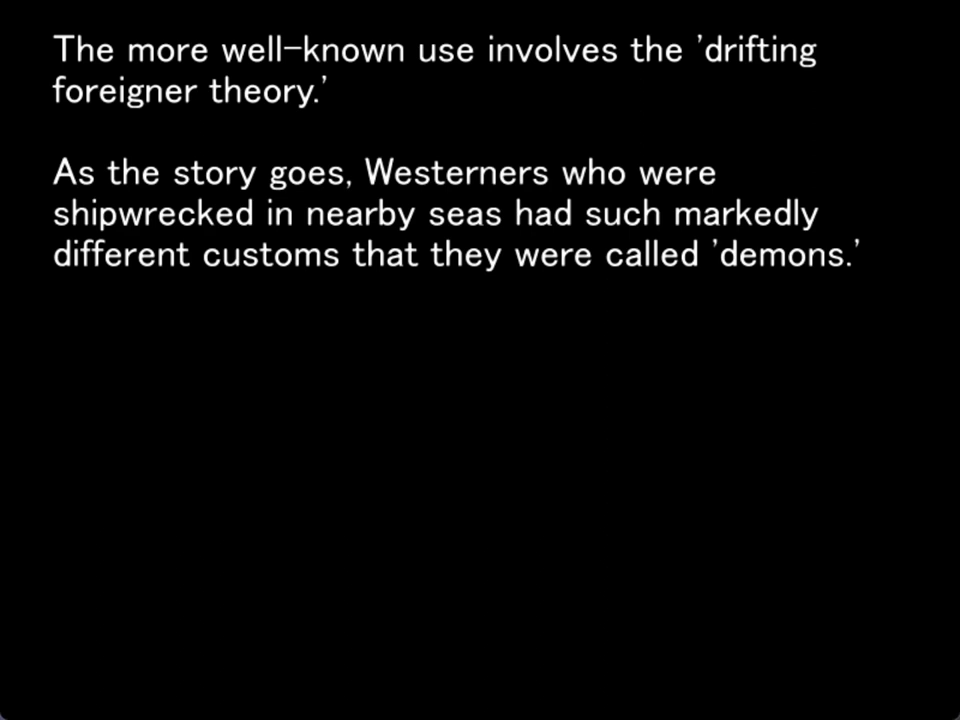 The more well-known use involves the 'drifting
foreigner theory.'
As the story goes, Westerners who were
shipwrecked in nearby seas had such markedly
different customs that they were called 'demons.'